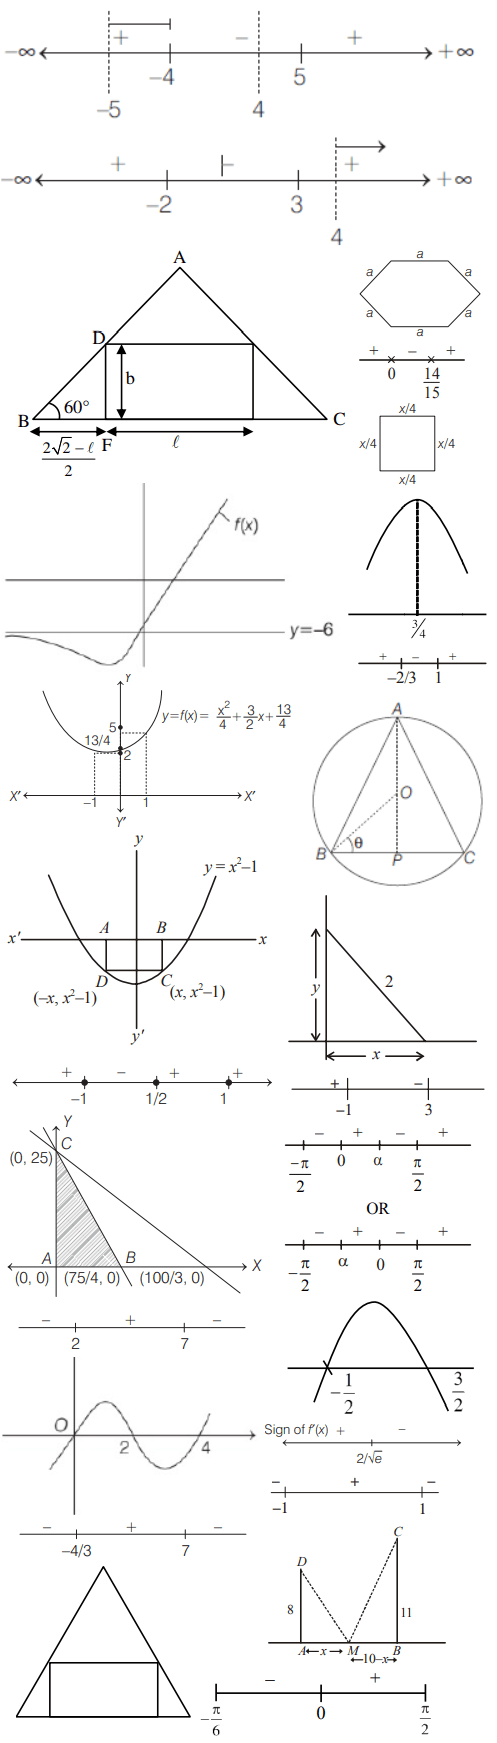 + − +
−∞ +∞
−4 5
−5 4
+ − +
−∞ +∞
−2 3
4
A
D
b
60°
B C
F
2√2 − ℓ
2
ℓ
a
a a
a a
a
+ − +
0 14
15
x/4
x/4 x/4
x/4
f(x)
y=−6
3/4
+ − +
−2/3 1
Y
5
13/4
2
y=f(x) = x²/4 + 3/2 x + 13/4
X′ −1 1 X′
Y′
A
O
B θ C
P
y
y = x²−1
A B
x′ x
D C
(−x, x²−1) (x, x²−1)
y′
y 2
x
+ − + +
−1 1/2 1
+ −
−1 3
Y
C
(0, 25)
A B X
(0, 0) (75/4, 0) (100/3, 0)
− + − +
−π/2 0 α π/2
OR
− + − +
−π/2 α 0 π/2
− + −
2 7
−1/2 3/2
O
2 4
Sign of f′(x) + −
2/√e
− + −
−1 1
− + −
−4/3 7
C
D
8 11
A x M B
10−x
− +
−π/6 0 π/2